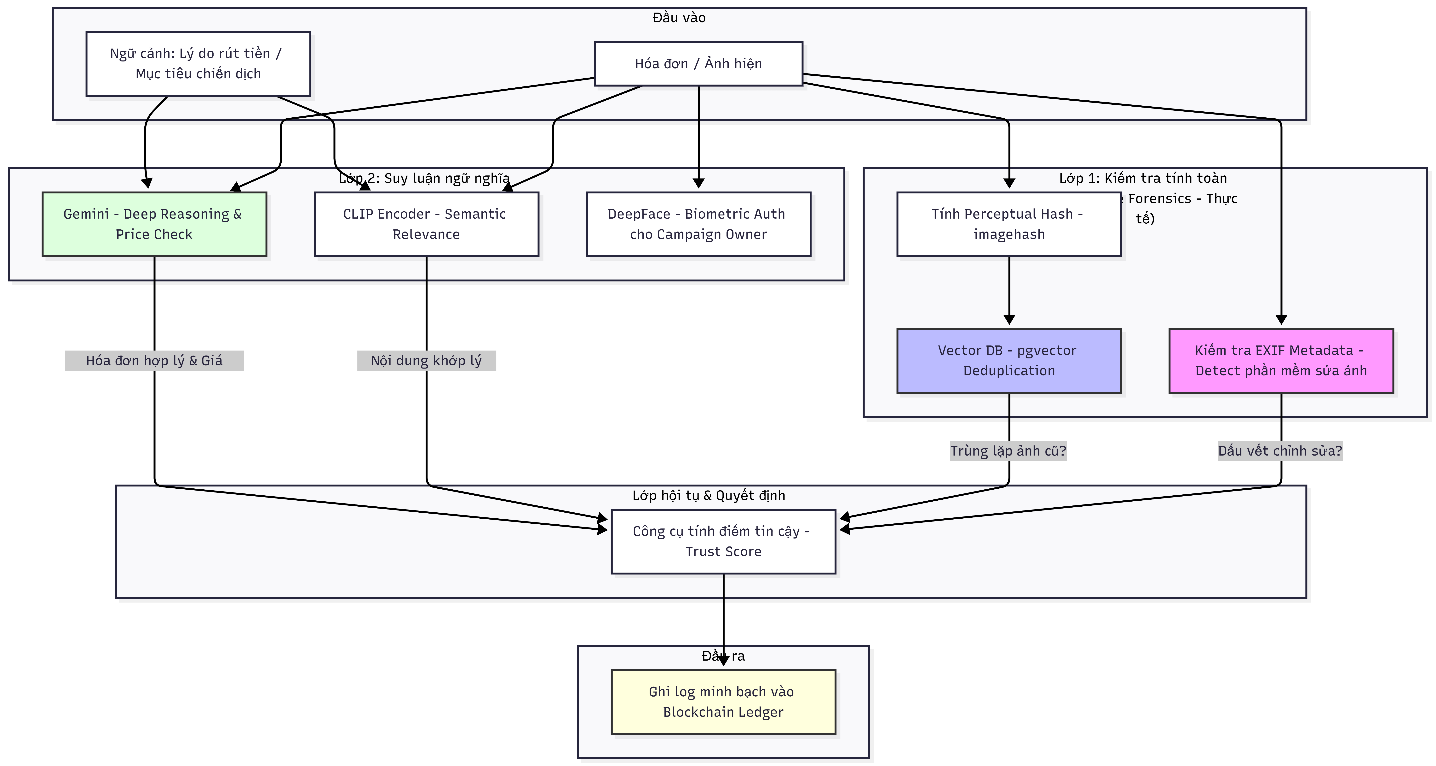 Đầu vào
Ngữ cảnh: Lý do rút tiền /
Mục tiêu chiến dịch
Hóa đơn / Ảnh hiện
Lớp 2: Suy luận ngữ nghĩa
Gemini - Deep Reasoning &
Price Check
CLIP Encoder - Semantic
Relevance
DeepFace - Biometric Auth
cho Campaign Owner
Lớp 1: Kiểm tra tính toàn
Forensics - Thực
tế)
Tính Perceptual Hash -
imagehash
Vector DB - pgvector
Deduplication
Kiểm tra EXIF Metadata -
Detect phần mềm sửa ảnh
Hóa đơn hợp lý & Giá
Nội dung khớp lý
Trùng lặp ảnh cũ?
Dấu vết chỉnh sửa?
Lớp hội tụ & Quyết định
Công cụ tính điểm tin cậy -
Trust Score
Đầu ra
Ghi log minh bạch vào
Blockchain Ledger